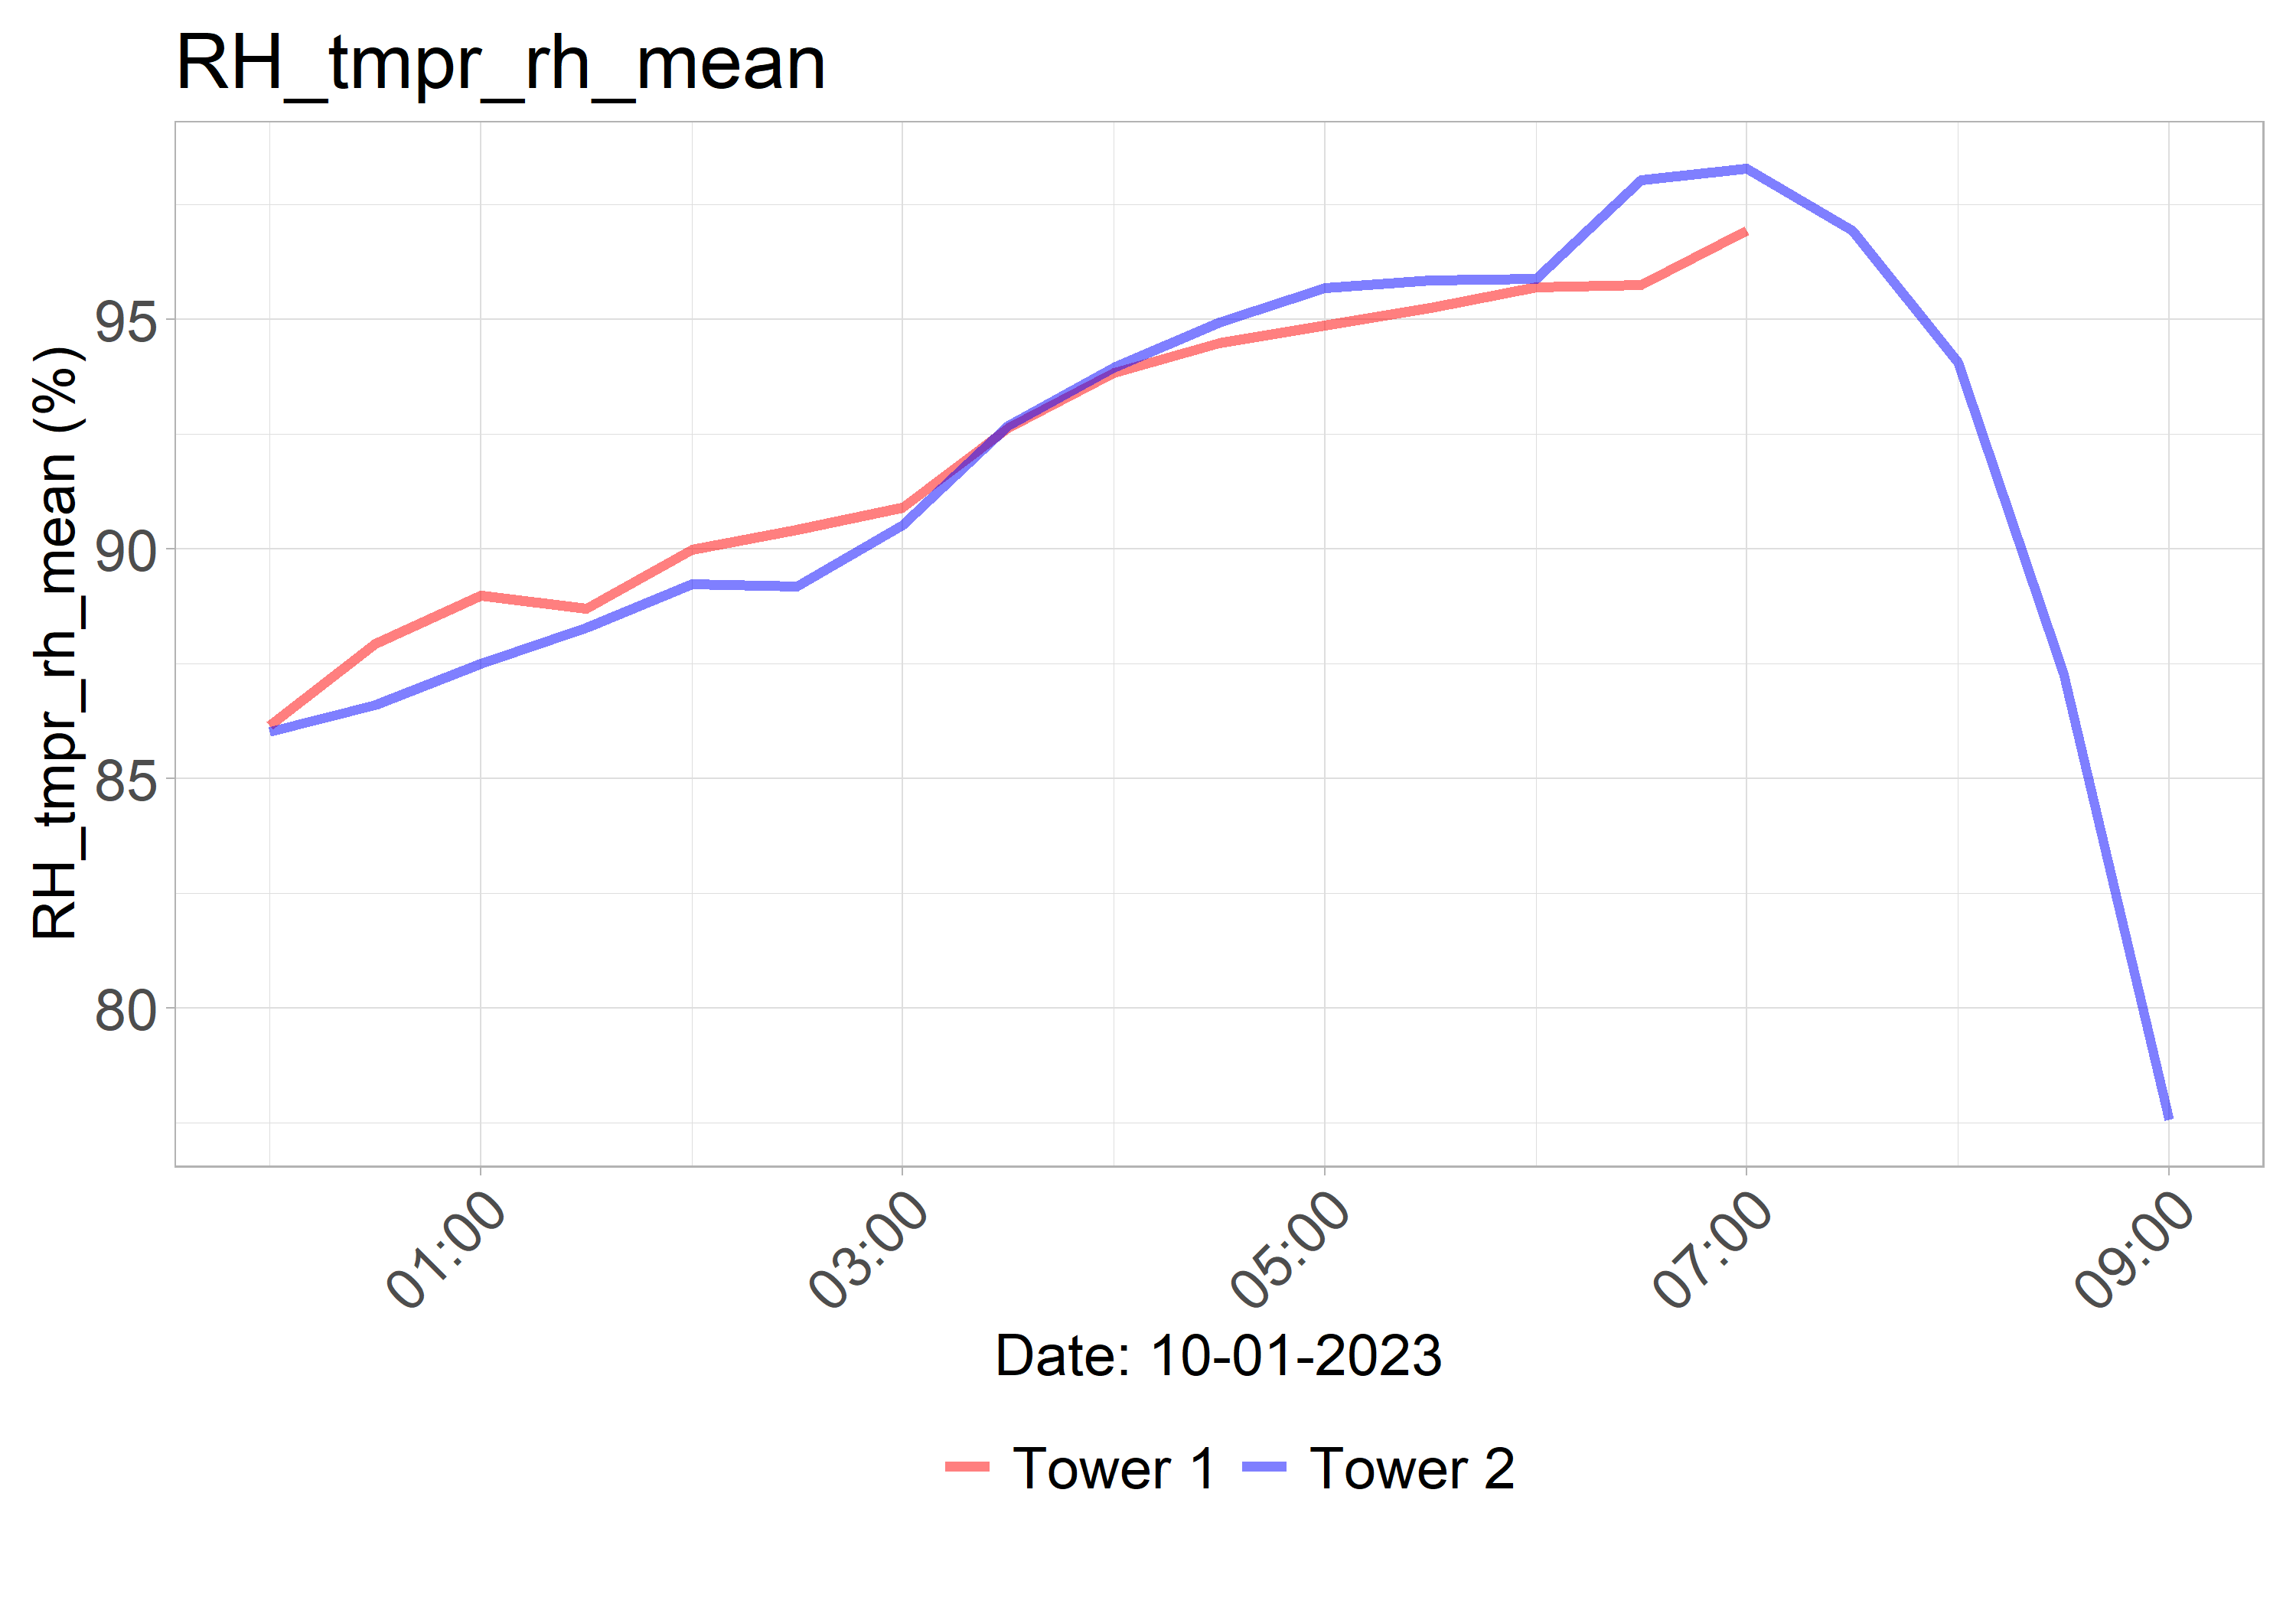 RH_tmpr_rh_mean
RH_tmpr_rh_mean (%)
95
90
85
80
01:00
03:00
05:00
07:00
09:00
Date: 10-01-2023
Tower 1
Tower 2